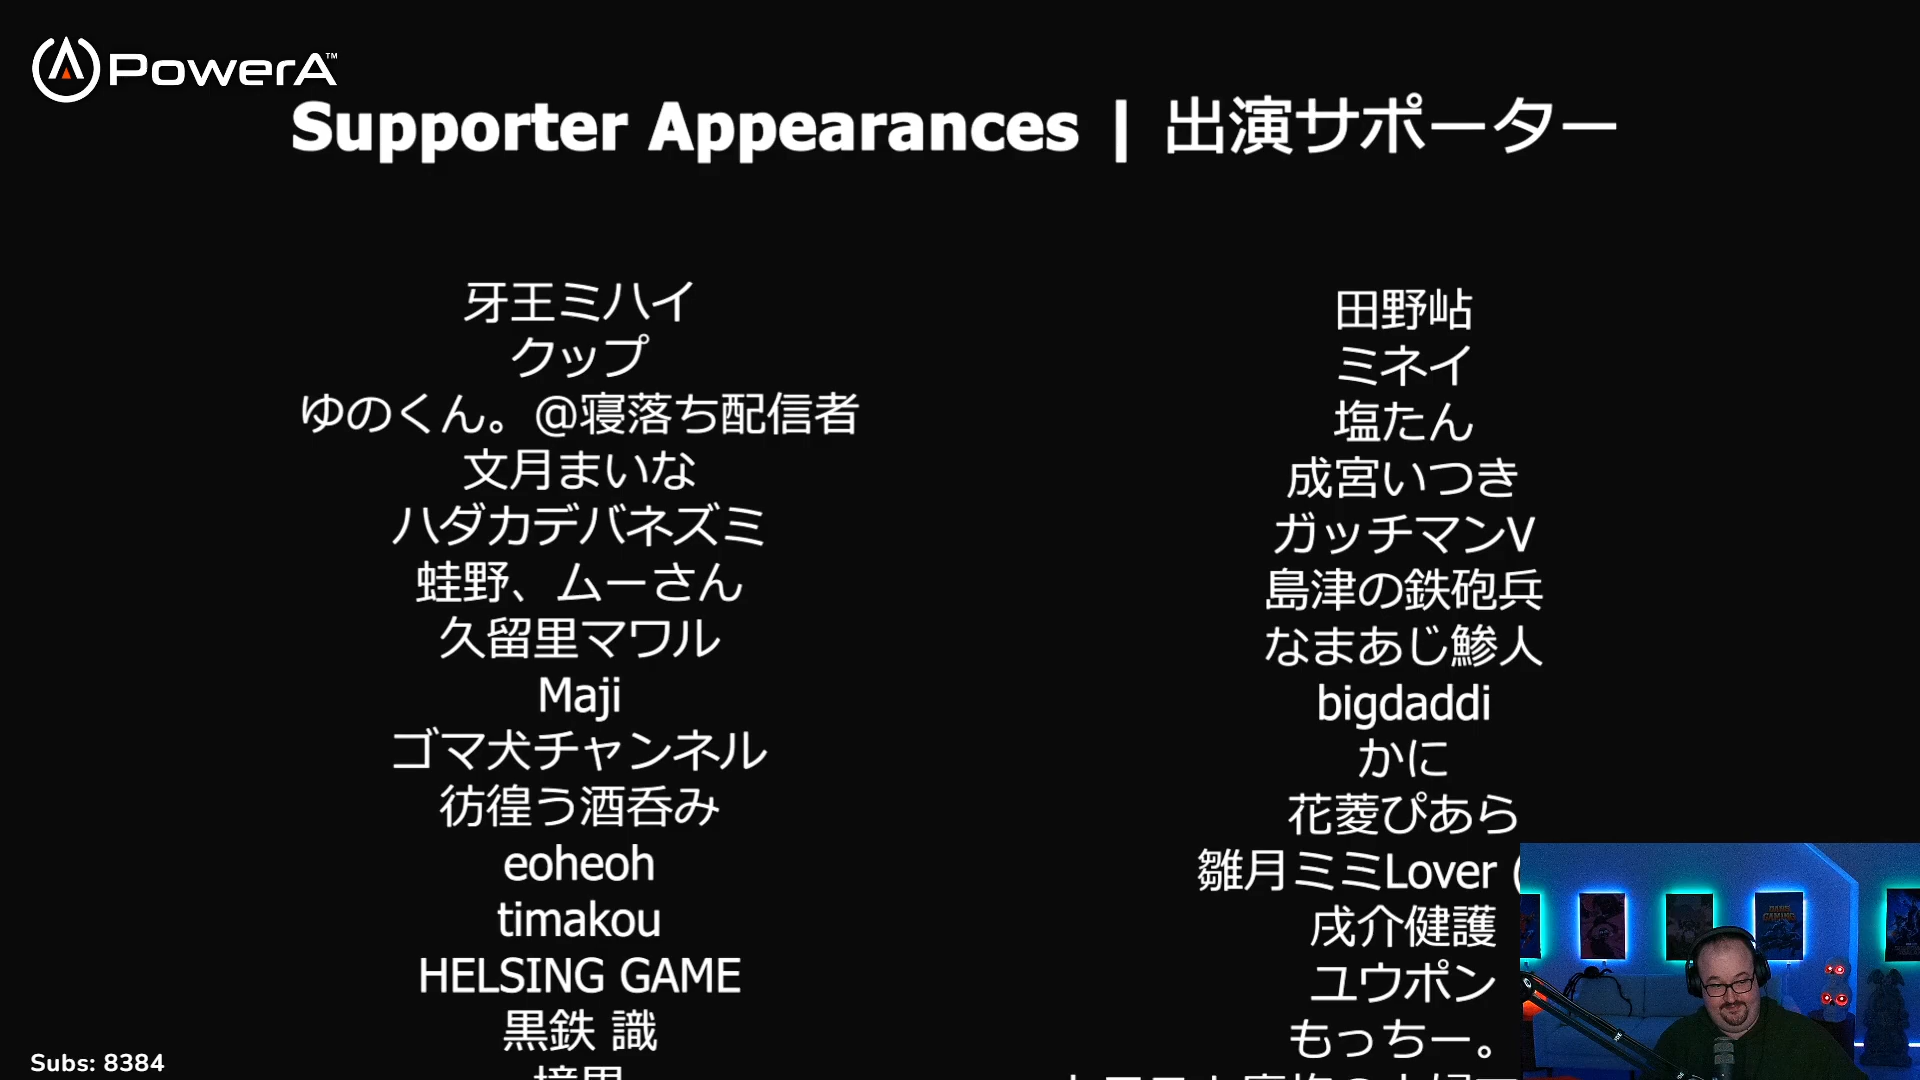 PowerA™
Supporter Appearances | 出演サポーター
牙王ミハイ
クップ
ゆのくん。@寝落ち配信者
文月まいな
ハダカデバネズミ
蛙野、ムーさん
久留里マワル
Maji
ゴマ犬チャンネル
彷徨う酒呑み
eoheoh
timakou
HELSING GAME
黒鉄 識
田野岾
ミネイ
塩たん
成宮いつき
ガッチマンV
島津の鉄砲兵
なまあじ鯵人
bigdaddi
かに
花菱ぴあら
雛月ミミLover (
戌介健護
ユウポン
もっちー。
Subs: 8384